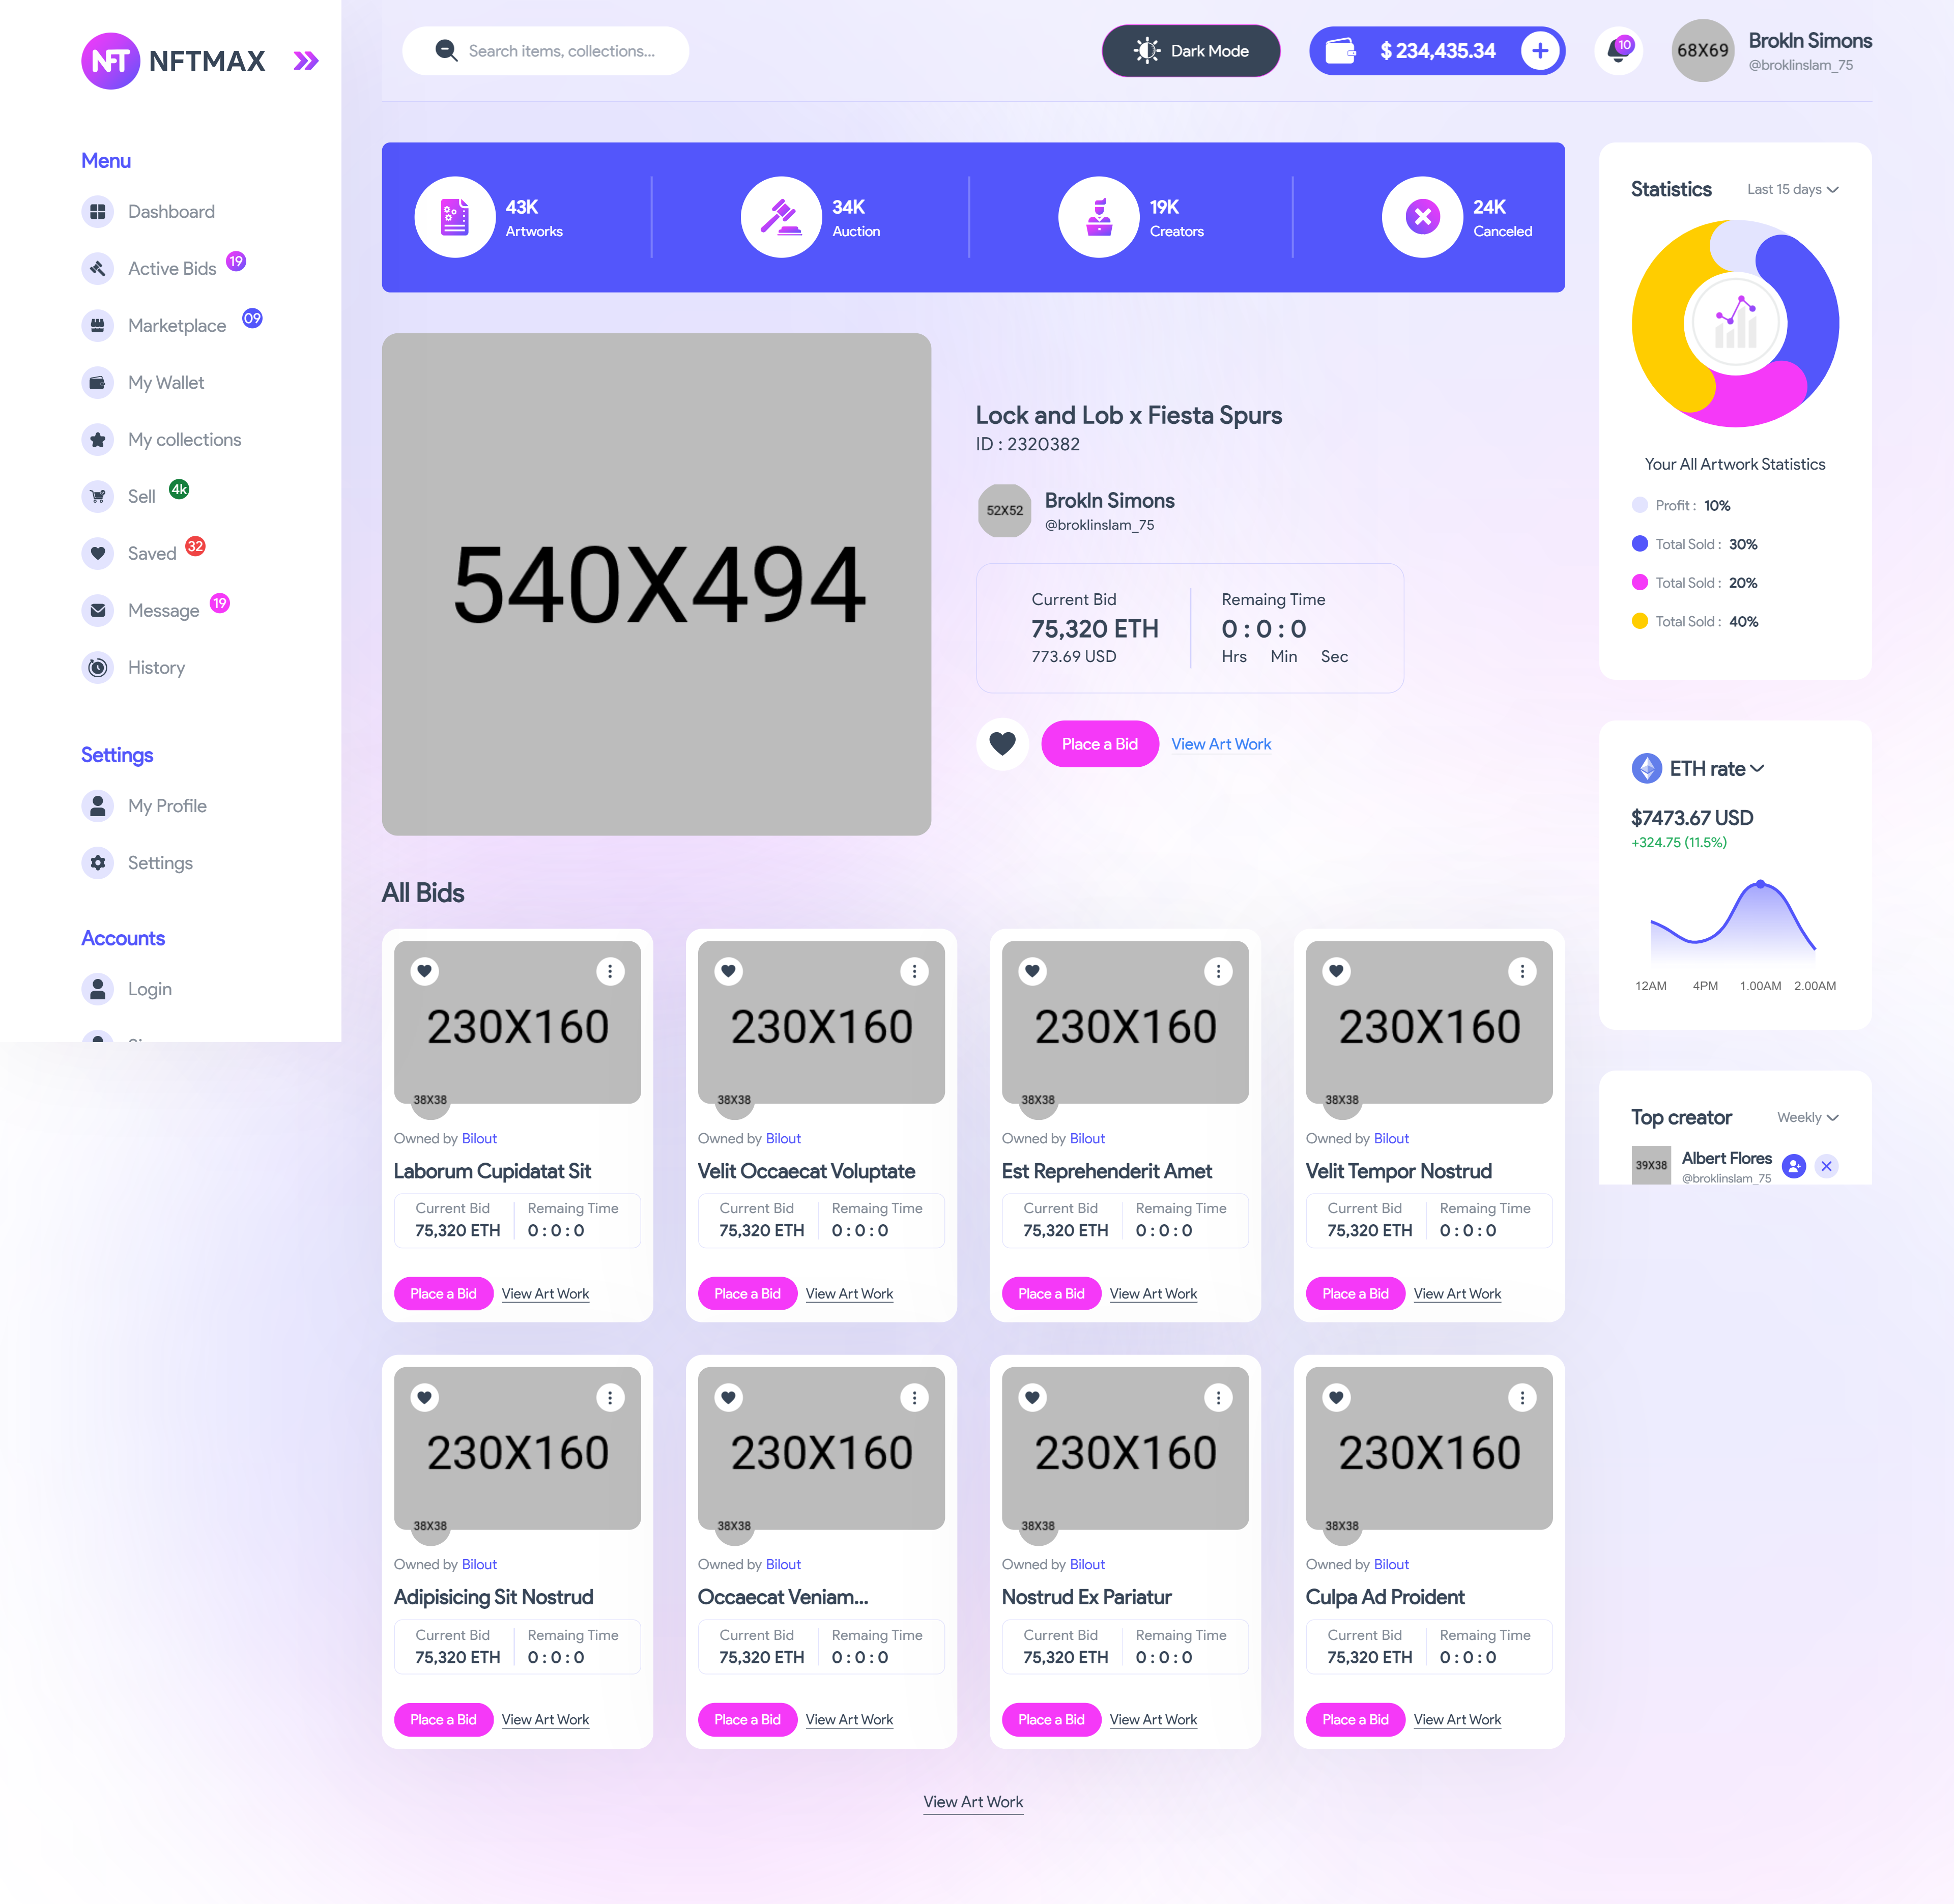 NFT NFTMAX
Search items, collections...
Dark Mode
$ 234,435.34
10
68X69
Brokln Simons
@broklinslam_75
Menu
Dashboard
Active Bids 19
Marketplace 09
My Wallet
My collections
Sell 4k
Saved 32
Message 19
History
Settings
My Profile
Settings
Accounts
Login
43K
Artworks
34K
Auction
19K
Creators
24K
Canceled
540X494
Lock and Lob x Fiesta Spurs
ID : 2320382
52X52
Brokln Simons
@broklinslam_75
Current Bid
75,320 ETH
773.69 USD
Remaing Time
0 : 0 : 0
Hrs Min Sec
Place a Bid
View Art Work
All Bids
230X160
38X38
Owned by Bilout
Laborum Cupidatat Sit
Current Bid
75,320 ETH
Remaing Time
0 : 0 : 0
Place a Bid
View Art Work
230X160
38X38
Owned by Bilout
Velit Occaecat Voluptate
Current Bid
75,320 ETH
Remaing Time
0 : 0 : 0
Place a Bid
View Art Work
230X160
38X38
Owned by Bilout
Est Reprehenderit Amet
Current Bid
75,320 ETH
Remaing Time
0 : 0 : 0
Place a Bid
View Art Work
230X160
38X38
Owned by Bilout
Velit Tempor Nostrud
Current Bid
75,320 ETH
Remaing Time
0 : 0 : 0
Place a Bid
View Art Work
230X160
38X38
Owned by Bilout
Adipisicing Sit Nostrud
Current Bid
75,320 ETH
Remaing Time
0 : 0 : 0
Place a Bid
View Art Work
230X160
38X38
Owned by Bilout
Occaecat Veniam...
Current Bid
75,320 ETH
Remaing Time
0 : 0 : 0
Place a Bid
View Art Work
230X160
38X38
Owned by Bilout
Nostrud Ex Pariatur
Current Bid
75,320 ETH
Remaing Time
0 : 0 : 0
Place a Bid
View Art Work
230X160
38X38
Owned by Bilout
Culpa Ad Proident
Current Bid
75,320 ETH
Remaing Time
0 : 0 : 0
Place a Bid
View Art Work
View Art Work
Statistics
Last 15 days
Your All Artwork Statistics
Profit : 10%
Total Sold : 30%
Total Sold : 20%
Total Sold : 40%
ETH rate
$7473.67 USD
+324.75 (11.5%)
12AM 4PM 1.00AM 2.00AM
Top creator
Weekly
39X38
Albert Flores
@broklinslam_75